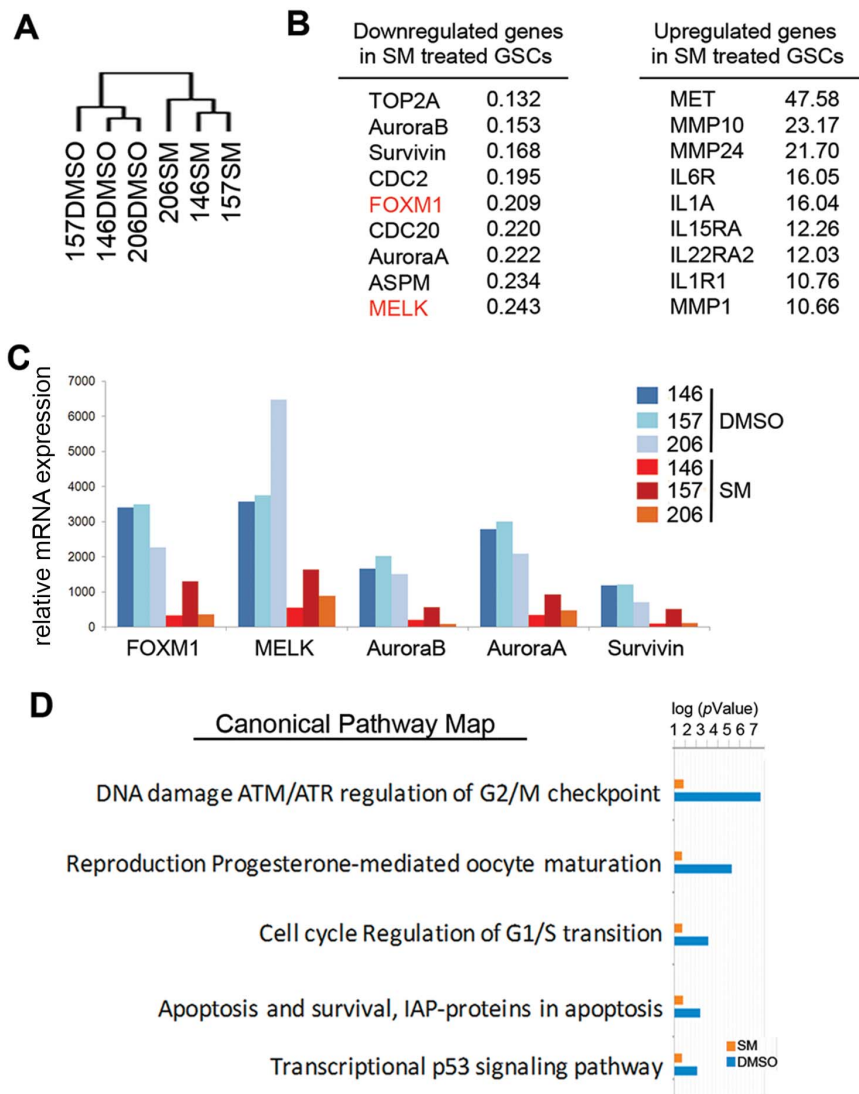 A
157DMSO
146DMSO
206DMSO
206SM
146SM
157SM
B
Downregulated genes
in SM treated GSCs
TOP2A 0.132
AuroraB 0.153
Survivin 0.168
CDC2 0.195
FOXM1 0.209
CDC20 0.220
AuroraA 0.222
ASPM 0.234
MELK 0.243
Upregulated genes
in SM treated GSCs
MET 47.58
MMP10 23.17
MMP24 21.70
IL6R 16.05
IL1A 16.04
IL15RA 12.26
IL22RA2 12.03
IL1R1 10.76
MMP1 10.66
C
relative mRNA expression
7000
6000
5000
4000
3000
2000
1000
0
FOXM1 MELK AuroraB AuroraA Survivin
146
157
206
DMSO
146
157
206
SM
D
Canonical Pathway Map
log (pValue)
1 2 3 4 5 6 7
DNA damage ATM/ATR regulation of G2/M checkpoint
Reproduction Progesterone-mediated oocyte maturation
Cell cycle Regulation of G1/S transition
Apoptosis and survival, IAP-proteins in apoptosis
Transcriptional p53 signaling pathway
SM
DMSO